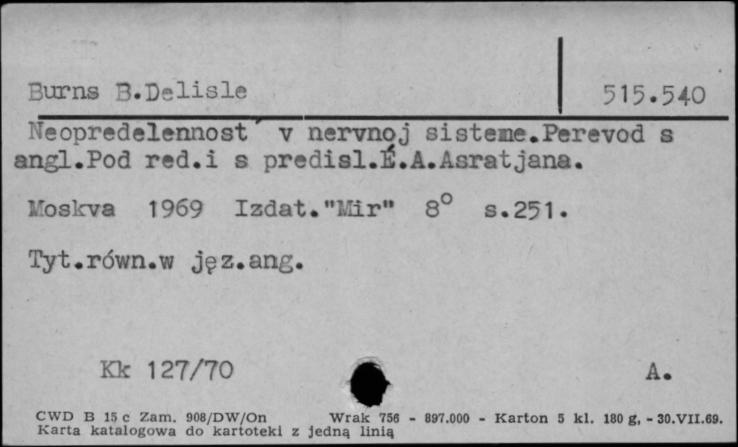 Burns B.Delisle 515.540
Neopredelennost´ v nervnoj sisteme.Perevod s
angl.Pod red.i s predisl.É.A.Asratjana.
Moskva 1969 Izdat."Mir" 8° s.251.
Tyt.równ.w jęz.ang.
Kk 127/70 A.
CWD B 15 c Zam. 908/DW/On Wrak 756 - 897.000 - Karton 5 kl. 180 g, - 30.VII.69.
Karta katalogowa do kartoteki z jedną linią